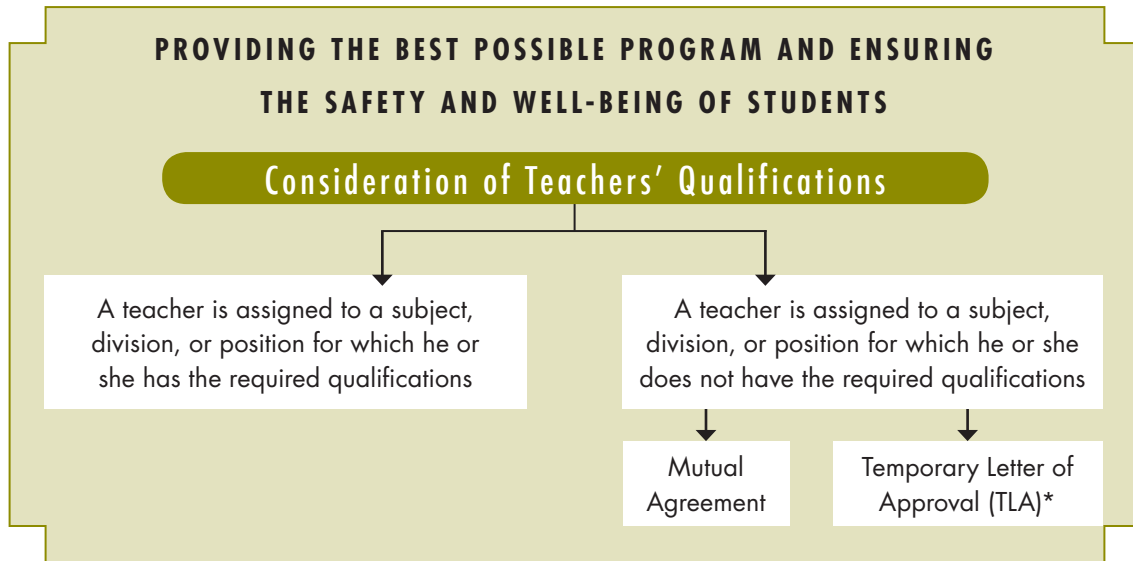 PROVIDING THE BEST POSSIBLE PROGRAM AND ENSURING
THE SAFETY AND WELL-BEING OF STUDENTS
Consideration of Teachers’ Qualifications
A teacher is assigned to a subject,
division, or position for which he or
she has the required qualifications
A teacher is assigned to a subject,
division, or position for which he or she
does not have the required qualifications
Mutual
Agreement
Temporary Letter of
Approval (TLA)*